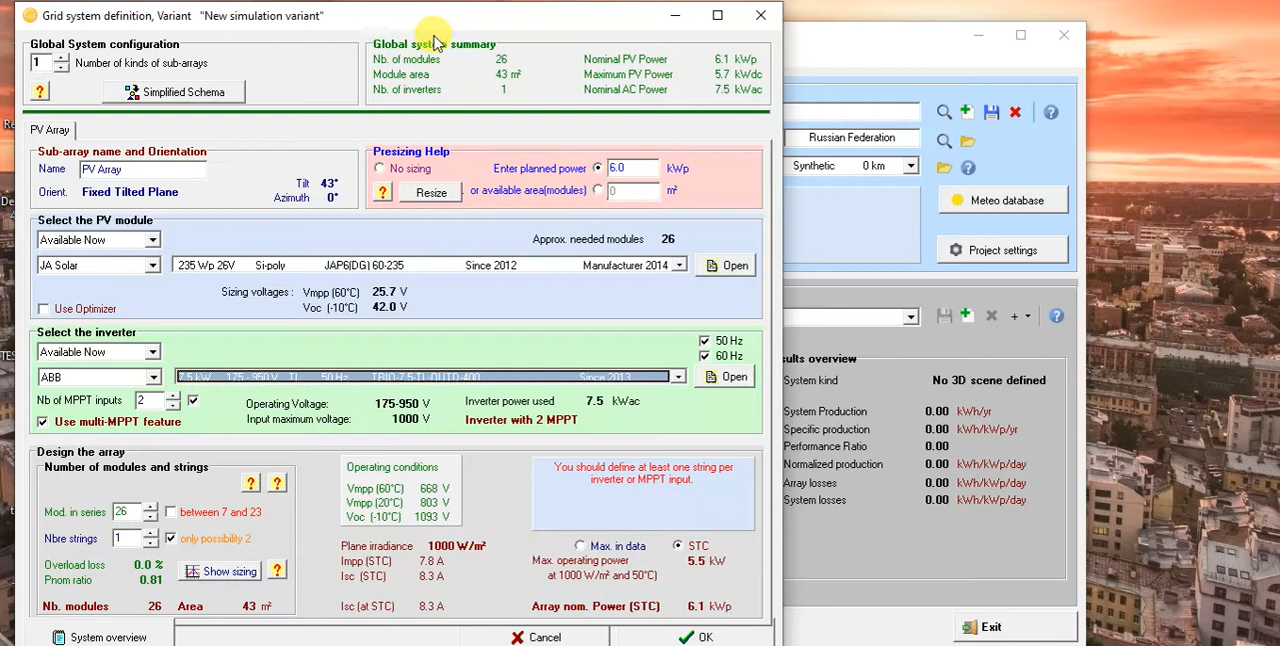 Grid system definition, Variant "New simulation variant"
Global System configuration
1 Number of kinds of sub-arrays
? Simplified Schema
Global system summary
Nb. of modules 26 Nominal PV Power 6.1 kWp
Module area 43 m² Maximum PV Power 5.7 kWdc
Nb. of inverters 1 Nominal AC Power 7.5 kWac
PV Array
Sub-array name and Orientation
Name PV Array
Orient. Fixed Tilted Plane
Tilt 43°
Azimuth 0°
Presizing Help
No sizing Enter planned power 6.0 kWp
? Resize or available area(modules) 0 m²
Select the PV module
Available Now Approx. needed modules 26
JA Solar 235 Wp 26V Si-poly JAP6(DG) 60-235 Since 2012 Manufacturer 2014 Open
Sizing voltages : Vmpp (60°C) 25.7 V
Use Optimizer Voc (-10°C) 42.0 V
Select the inverter
Available Now 50 Hz
60 Hz
ABB 7.5 kW 175 - 950 V TL 50 Hz TRIO-7.5-TL-OUTD-400 Since 2013 Open
Nb of MPPT inputs 2 Operating Voltage: 175-950 V Inverter power used 7.5 kWac
Use multi-MPPT feature Input maximum voltage: 1000 V Inverter with 2 MPPT
Design the array
Number of modules and strings
? ?
Mod. in series 26 between 7 and 23
Nbre strings 1 only possibility 2
Overload loss 0.0 %
Pnom ratio 0.81 Show sizing ?
Nb. modules 26 Area 43 m²
Operating conditions
Vmpp (60°C) 668 V
Vmpp (20°C) 803 V
Voc (-10°C) 1093 V
Plane irradiance 1000 W/m²
Impp (STC) 7.8 A
Isc (STC) 8.3 A
Isc (at STC) 8.3 A
You should define at least one string per
inverter or MPPT input.
Max. in data STC
Max. operating power 5.5 kW
at 1000 W/m² and 50°C)
Array nom. Power (STC) 6.1 kWp
System overview Cancel OK
Russian Federation
Synthetic 0 km
Meteo database
Project settings
sults overview
System kind No 3D scene defined
System Production 0.00 kWh/yr
Specific production 0.00 kWh/kWp/yr
Performance Ratio 0.00
Normalized production 0.00 kWh/kWp/day
Array losses 0.00 kWh/kWp/day
System losses 0.00 kWh/kWp/day
Exit